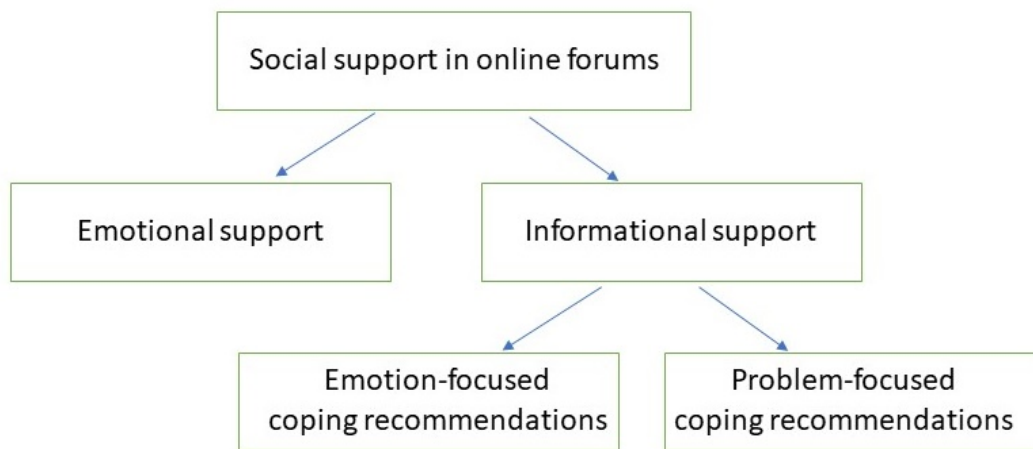 Social support in online forums
Emotional support
Informational support
Emotion-focused
coping recommendations
Problem-focused
coping recommendations